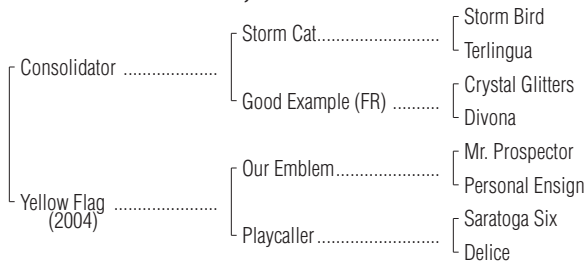 Storm Bird
Storm Cat....................
Terlingua
Consolidator ...................
Crystal Glitters
Good Example (FR) ..........
Divona
Mr. Prospector
Our Emblem.....................
Personal Ensign
Yellow Flag .....................
(2004)
Saratoga Six
Playcaller.........................
Delice